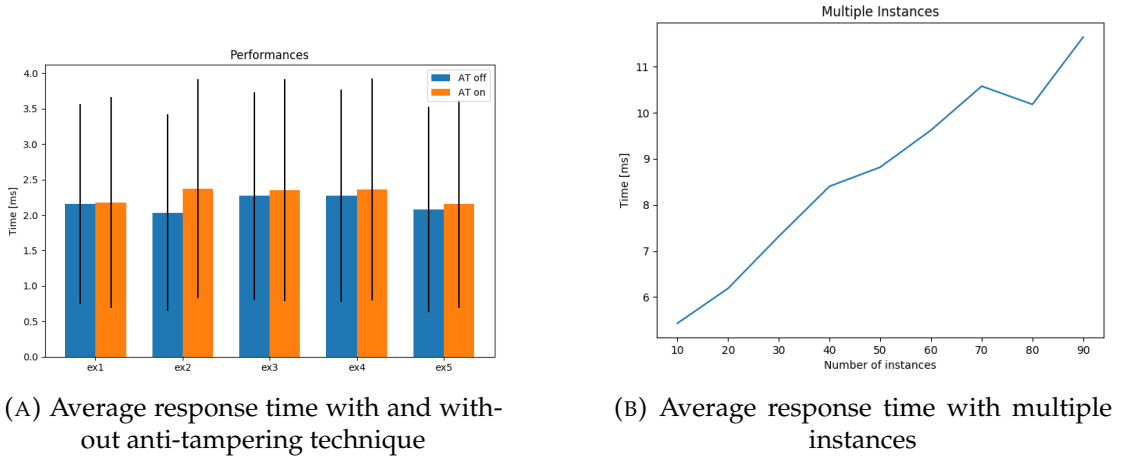 Performances
Time [ms]
4.0
3.5
3.0
2.5
2.0
1.5
1.0
0.5
0.0
AT off
AT on
ex1 ex2 ex3 ex4 ex5
(A) Average response time with and with-
out anti-tampering technique
Multiple Instances
Time [ms]
11
10
9
8
7
6
10 20 30 40 50 60 70 80 90
Number of instances
(B) Average response time with multiple
instances